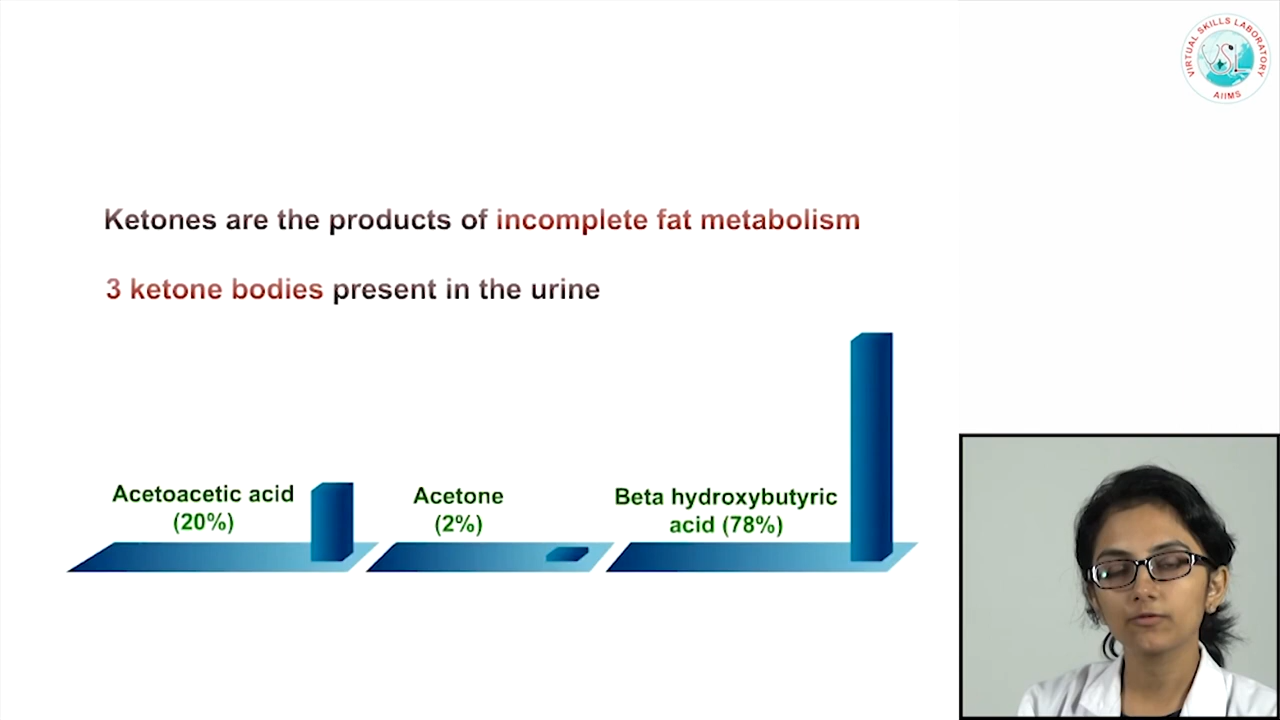 VIRTUAL SKILLS LABORATORY
VSL
AIIMS
Ketones are the products of incomplete fat metabolism
3 ketone bodies present in the urine
Acetoacetic acid
(20%)
Acetone
(2%)
Beta hydroxybutyric
acid (78%)